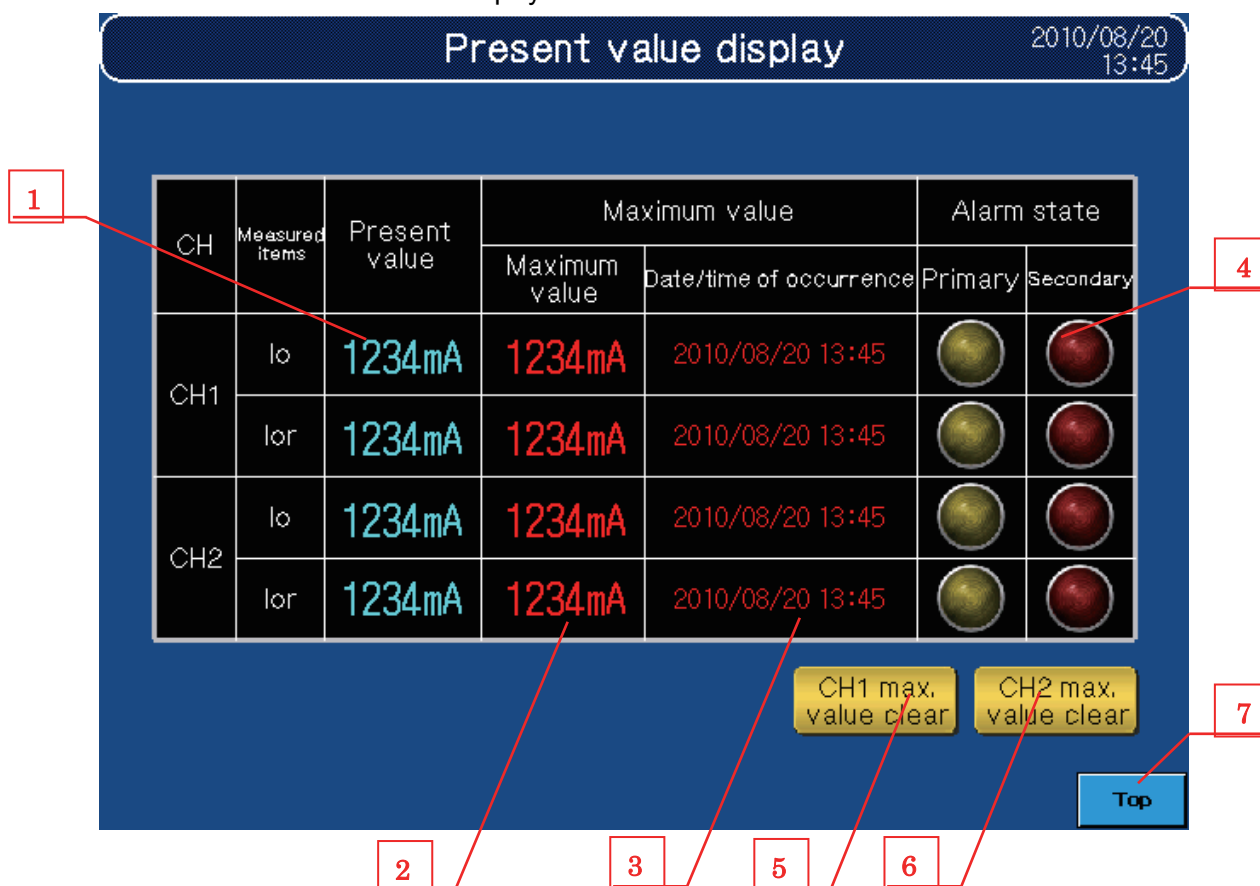 play
Present value display
2010/08/20
13:45
1
CH
Measured
items
Present
value
Maximum value
Alarm state
Maximum
value
Date/time of occurrence
Primary
Secondary
4
CH1
Io
1234mA
1234mA
2010/08/20 13:45
Ior
1234mA
1234mA
2010/08/20 13:45
CH2
Io
1234mA
1234mA
2010/08/20 13:45
Ior
1234mA
1234mA
2010/08/20 13:45
CH1 max.
value clear
CH2 max.
value clear
7
Top
2
3
5
6